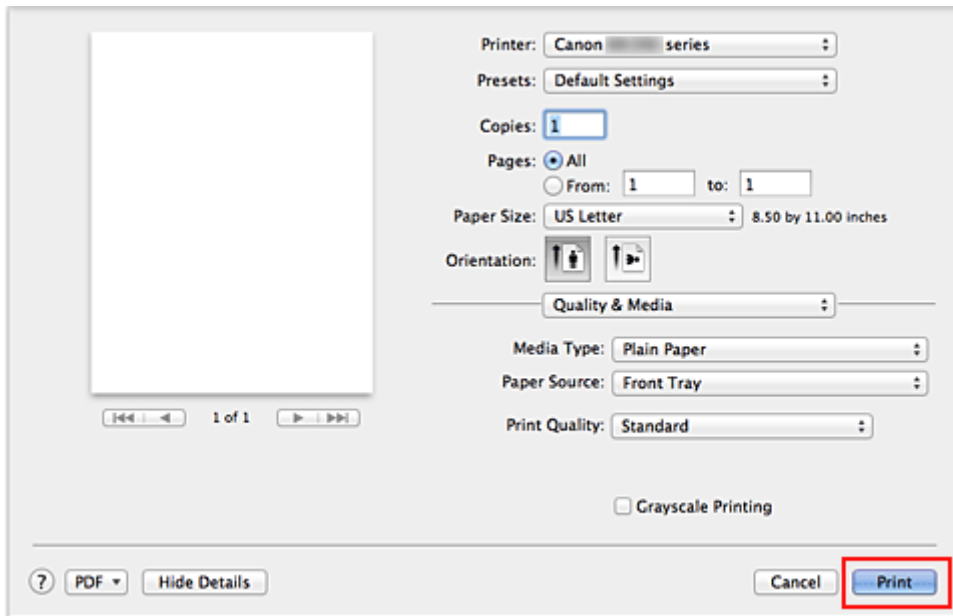 Printer: Canon series
Presets: Default Settings
Copies: 1
Pages: All
From: 1 to: 1
Paper Size: US Letter 8.50 by 11.00 inches
Orientation:
Quality & Media
Media Type: Plain Paper
Paper Source: Front Tray
1 of 1
Print Quality: Standard
Grayscale Printing
? PDF Hide Details Cancel Print